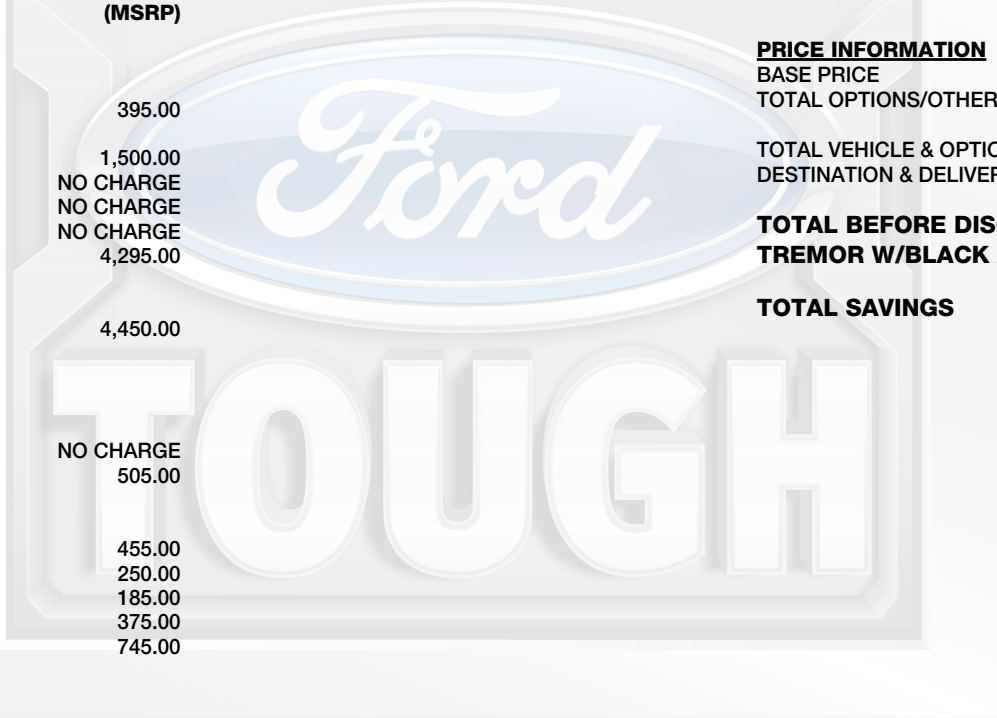 (MSRP)
395.00
1,500.00
NO CHARGE
NO CHARGE
NO CHARGE
4,295.00
4,450.00
NO CHARGE
505.00
455.00
250.00
185.00
375.00
745.00
PRICE INFORMATION
BASE PRICE
TOTAL OPTIONS/OTHER
TOTAL VEHICLE & OPTIO
DESTINATION & DELIVER
TOTAL BEFORE DIS
TREMOR W/BLACK
TOTAL SAVINGS
Ford
TOUGH